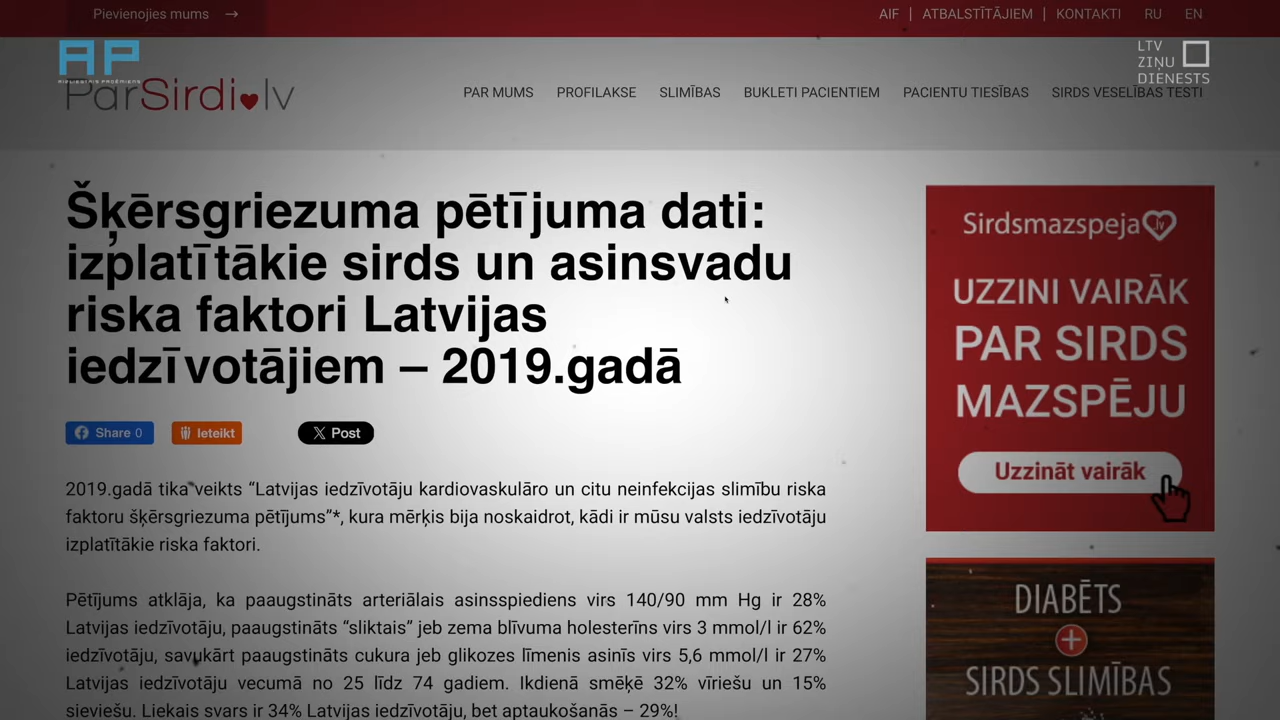 Pievienojies mums →
AIF | ATBALSTĪTĀJIEM | KONTAKTI RU EN
AP
LTV
ZIŅU
DIENESTS
ParSirdi.lv
PAR MUMS PROFILAKSE SLIMĪBAS BUKLETI PACIENTIEM PACIENTU TIESĪBAS SIRDS VESELĪBAS TESTI
Šķērsgriezuma pētījuma dati:
izplatītākie sirds un asinsvadu
riska faktori Latvijas
iedzīvotājiem – 2019.gadā
Share 0 Ieteikt X Post
2019.gadā tika veikts “Latvijas iedzīvotāju kardiovaskulāro un citu neinfekcijas slimību riska
faktoru šķērsgriezuma pētījums”*, kura mērķis bija noskaidrot, kādi ir mūsu valsts iedzīvotāju
izplatītākie riska faktori.
Pētījums atklāja, ka paaugstināts arteriālais asinsspiediens virs 140/90 mm Hg ir 28%
Latvijas iedzīvotāju, paaugstināts “sliktais” jeb zema blīvuma holesterīns virs 3 mmol/l ir 62%
iedzīvotāju, savukārt paaugstināts cukura jeb glikozes līmenis asinīs virs 5,6 mmol/l ir 27%
Latvijas iedzīvotāju vecumā no 25 līdz 74 gadiem. Ikdienā smēķē 32% vīriešu un 15%
sieviešu. Liekais svars ir 34% Latvijas iedzīvotāju, bet aptaukošanās – 29%!
Sirdsmazspeja.lv
UZZINI VAIRĀK
PAR SIRDS
MAZSPĒJU
Uzzināt vairāk
DIABĒTS
+
SIRDS SLIMĪBAS